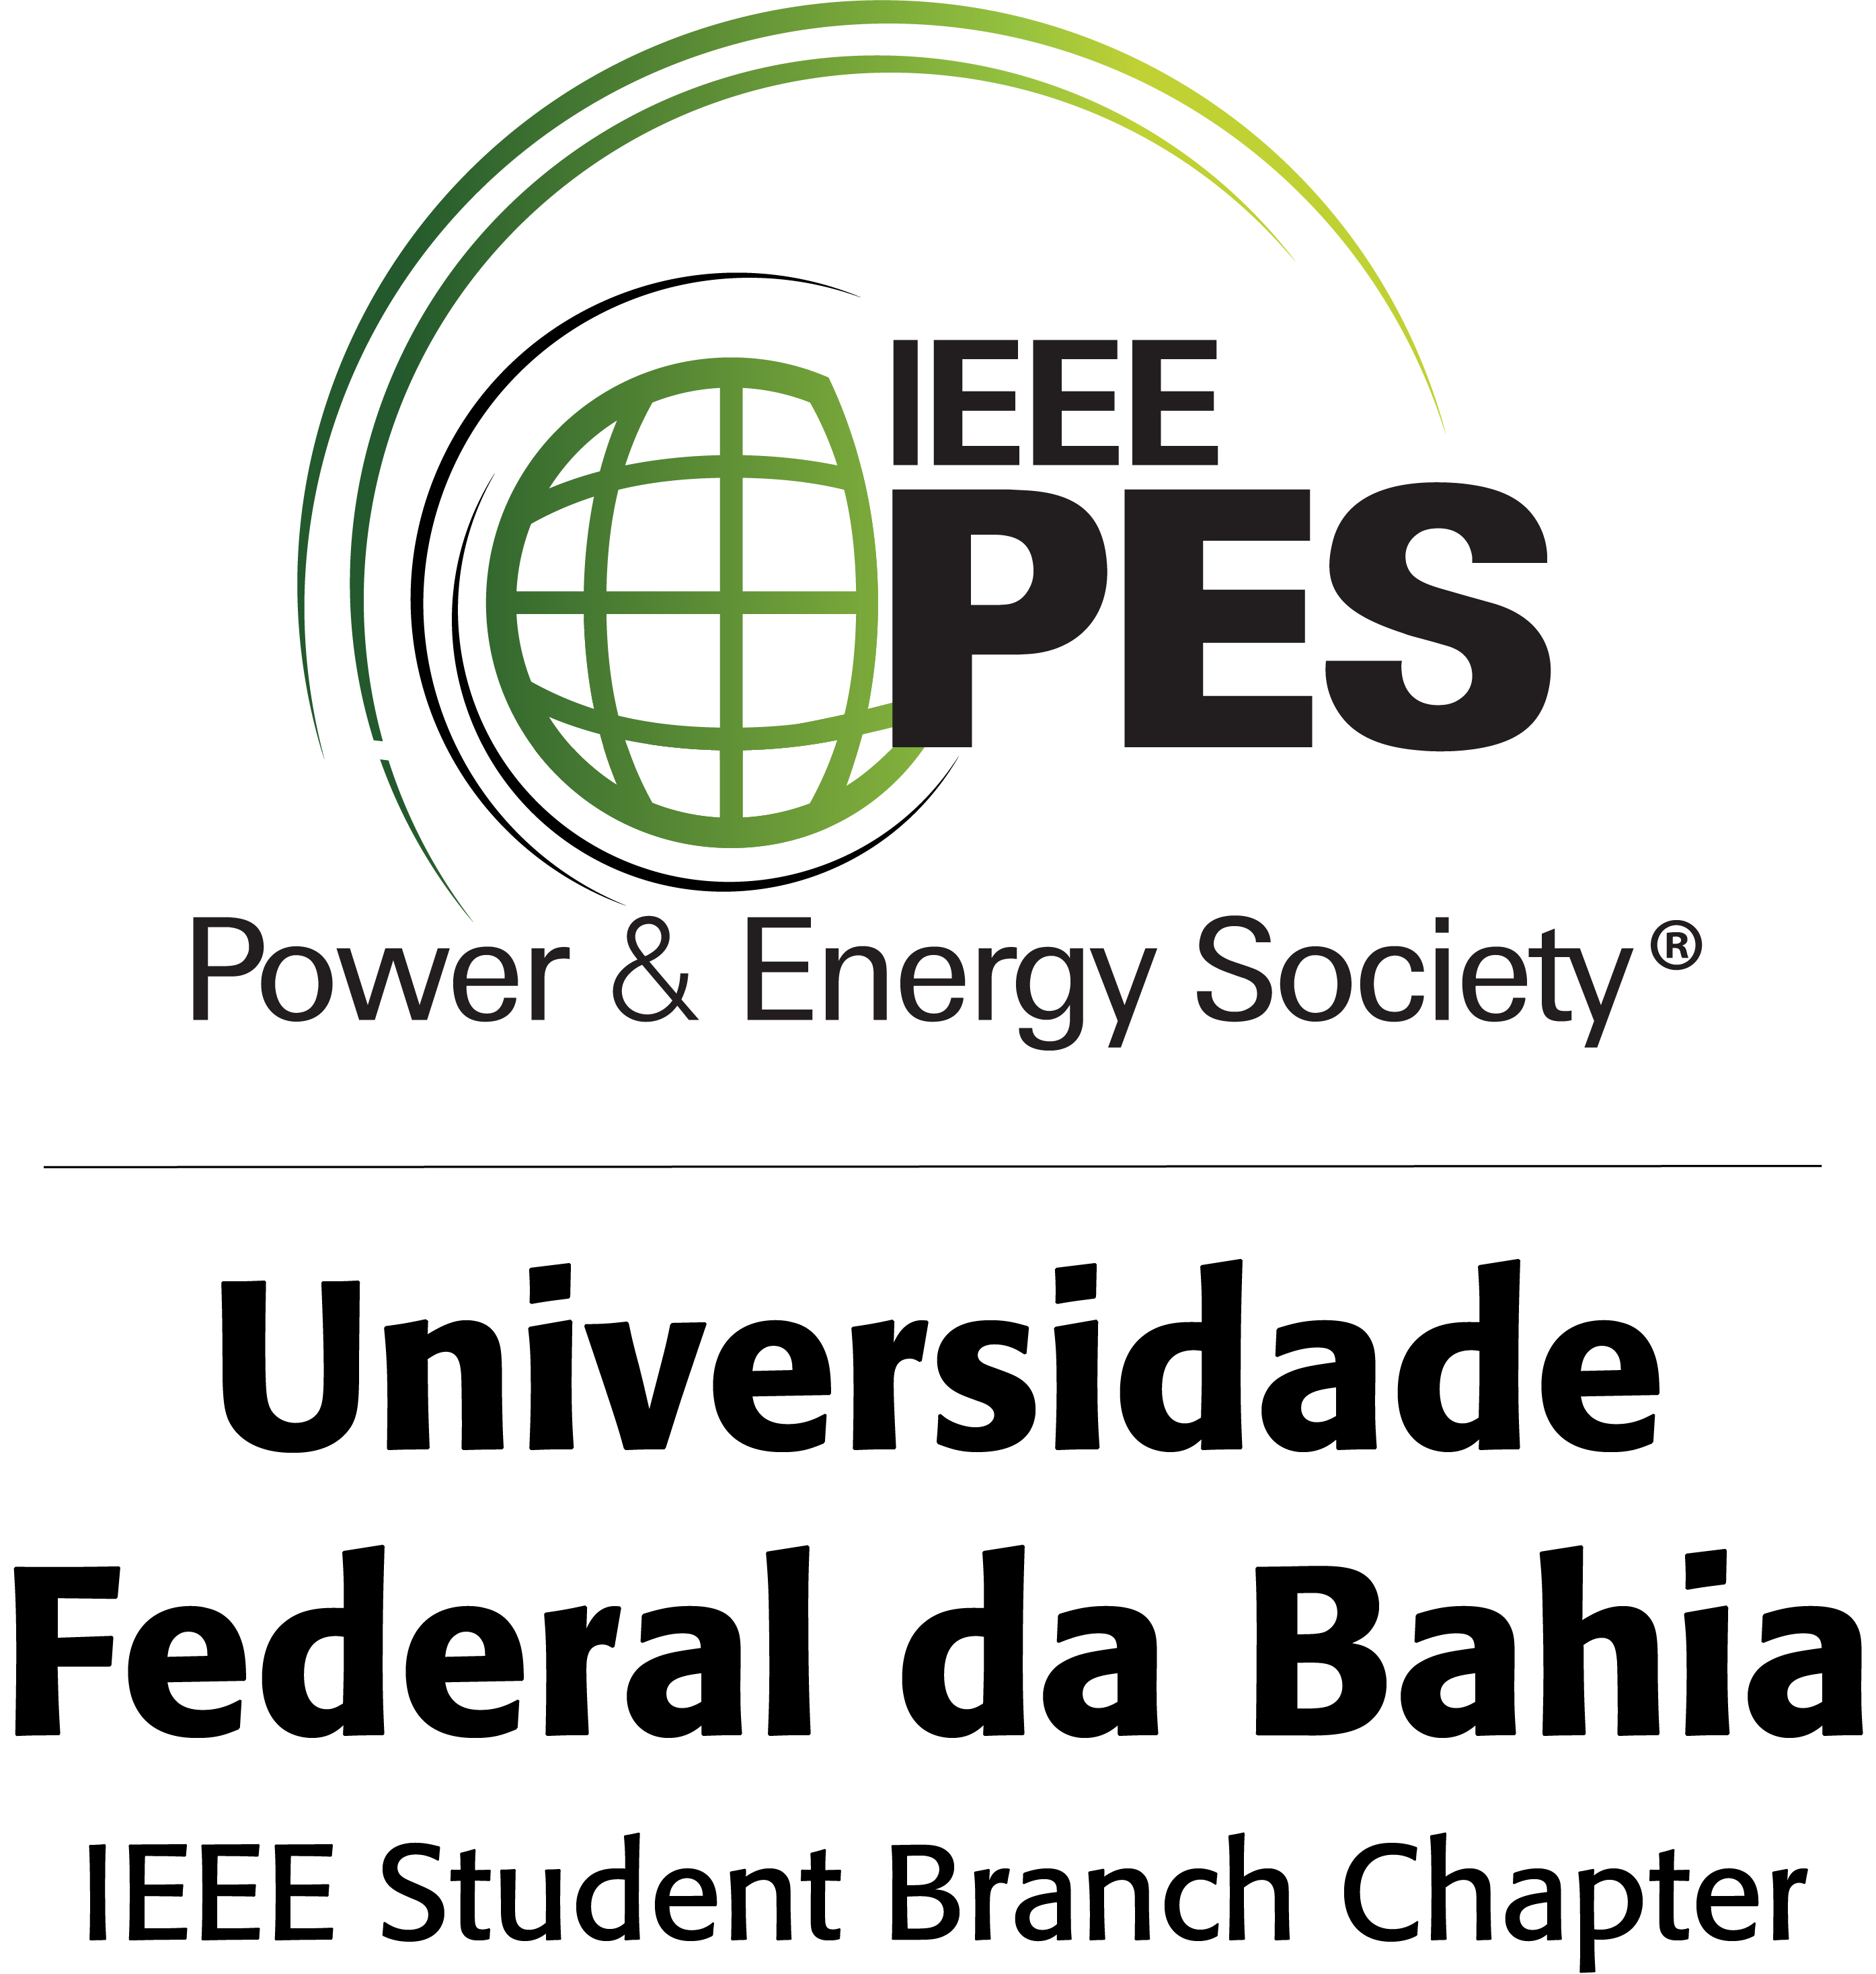 IEEE
PES
Power & Energy Society®
Universidade
Federal da Bahia
IEEE Student Branch Chapter